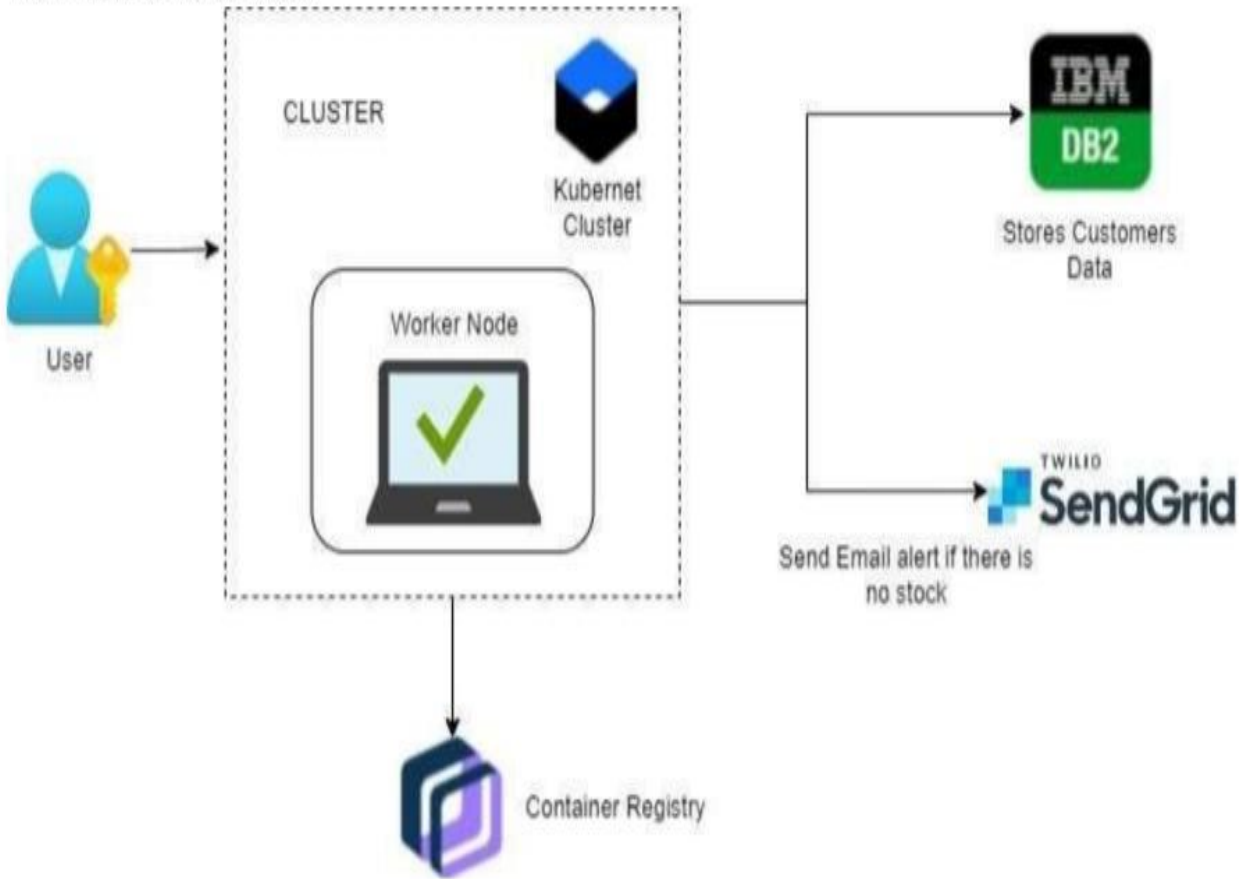 CLUSTER
Kubernet
Cluster
Worker Node
User
IBM
DB2
Stores Customers
Data
TWILIO
SendGrid
Send Email alert if there is
no stock
Container Registry